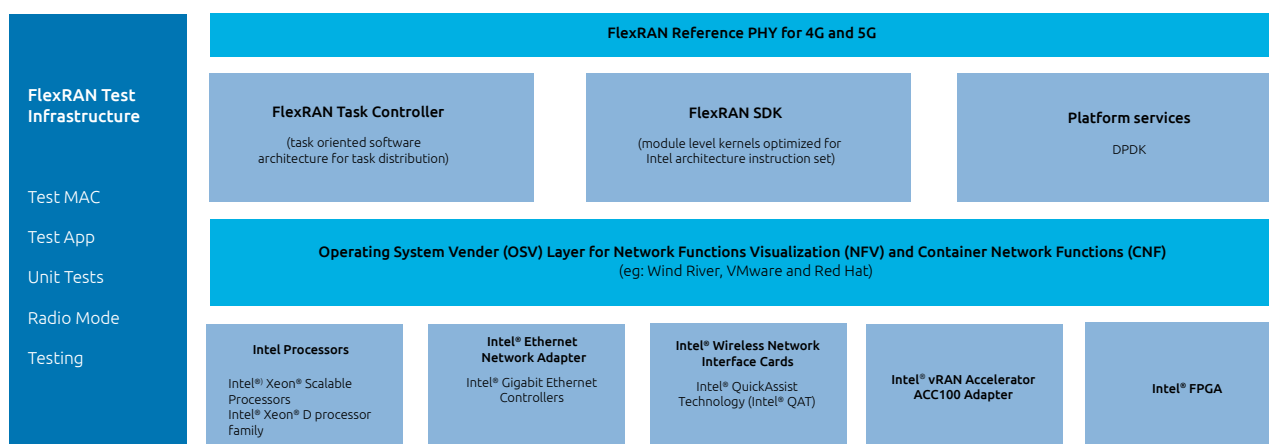 FlexRAN Test
Infrastructure
Test MAC
Test App
Unit Tests
Radio Mode
Testing
FlexRAN Reference PHY for 4G and 5G
FlexRAN Task Controller
(task oriented software
architecture for task distribution)
FlexRAN SDK
(module level kernels optimized for
Intel architecture instruction set)
Platform services
DPDK
Operating System Vender (OSV) Layer for Network Functions Visualization (NFV) and Container Network Functions (CNF)
(eg: Wind River, VMware and Red Hat)
Intel Processors
Intel®⁾ Xeon® Scalable
Processors
Intel® Xeon® D processor
family
Intel® Ethernet
Network Adapter
Intel® Gigabit Ethernet
Controllers
Intel® Wireless Network
Interface Cards
Intel® QuickAssist
Technology (Intel® QAT)
Intel® vRAN Accelerator
ACC100 Adapter
Intel® FPGA